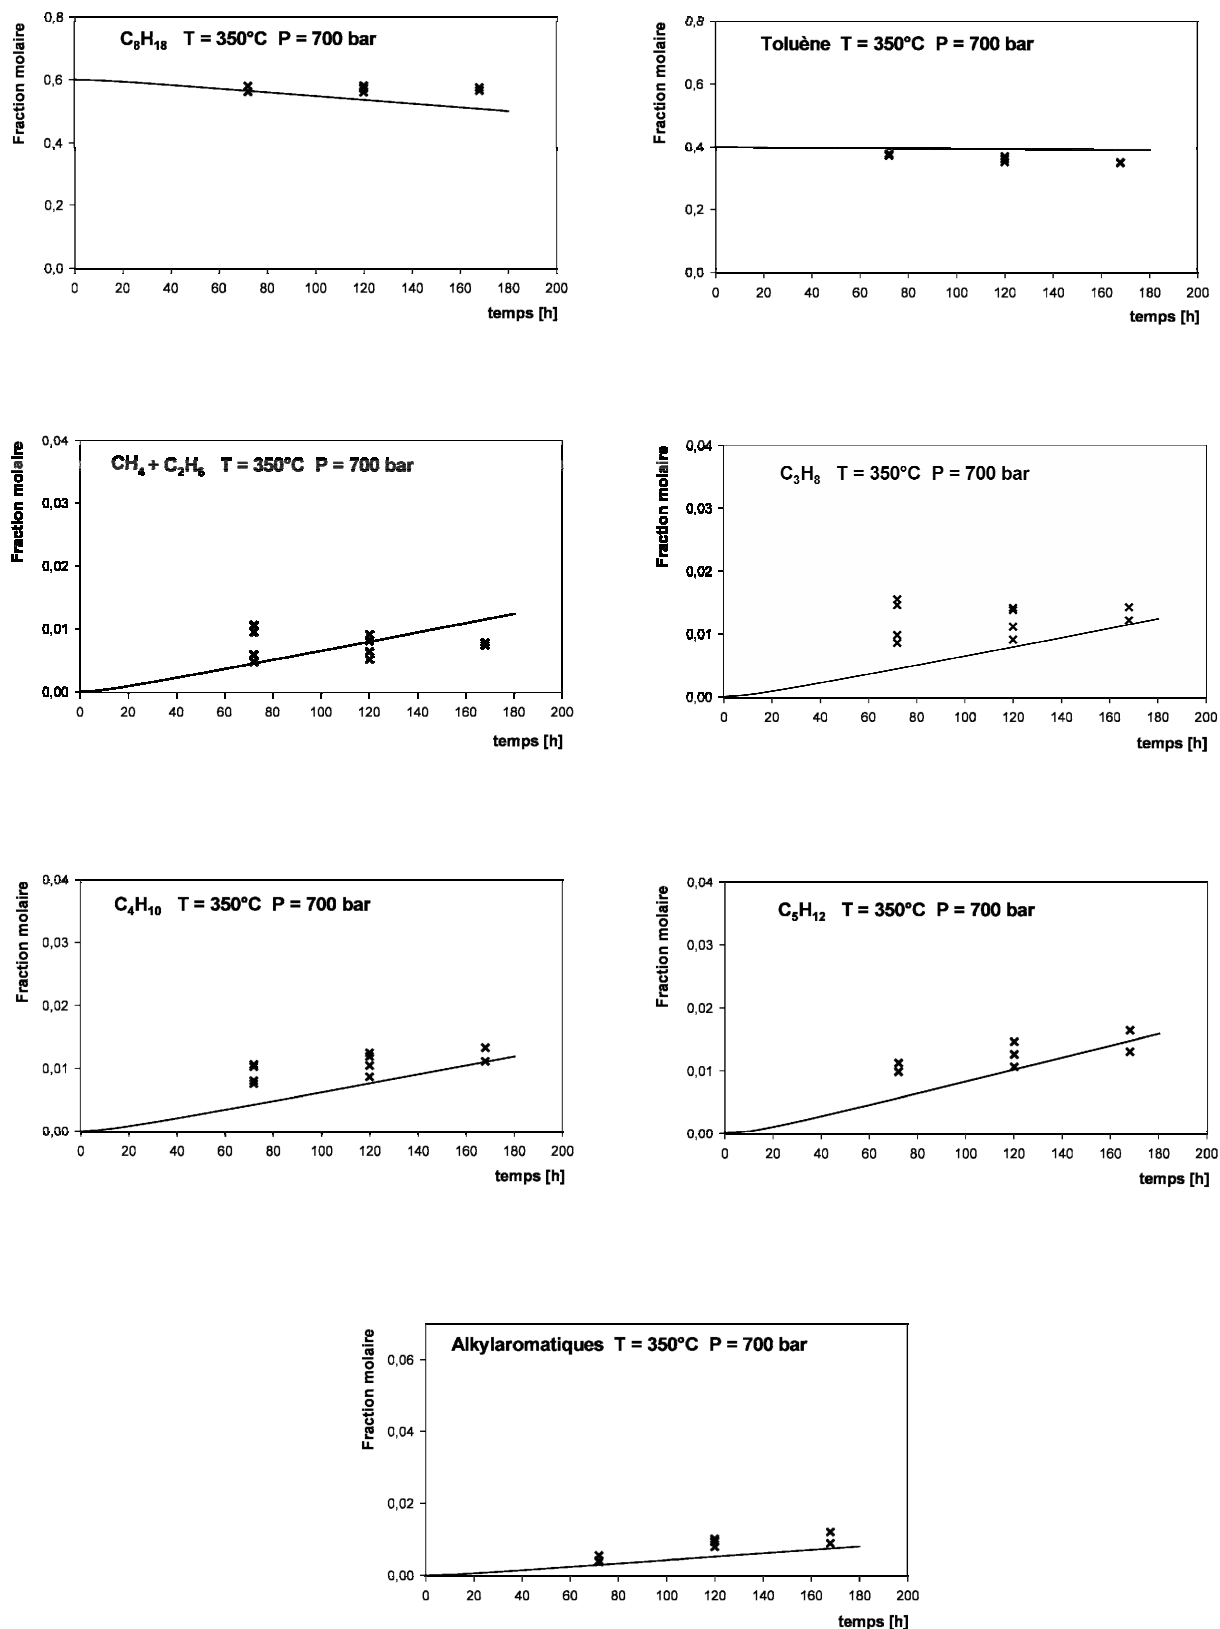 C₈H₁₈ T = 350°C P = 700 bar
Fraction molaire
0,8
0,6
0,4
0,2
0,0
0 20 40 60 80 100 120 140 160 180 200
temps [h]
Toluène T = 350°C P = 700 bar
Fraction molaire
0,8
0,6
0,4
0,2
0,0
0 20 40 60 80 100 120 140 160 180 200
temps [h]
CH₄ + C₂H₆ T = 350°C P = 700 bar
Fraction molaire
0,04
0,03
0,02
0,01
0,00
0 20 40 60 80 100 120 140 160 180 200
temps [h]
C₃H₈ T = 350°C P = 700 bar
Fraction molaire
0,04
0,03
0,02
0,01
0,00
0 20 40 60 80 100 120 140 160 180 200
temps [h]
C₄H₁₀ T = 350°C P = 700 bar
Fraction molaire
0,04
0,03
0,02
0,01
0,00
0 20 40 60 80 100 120 140 160 180 200
temps [h]
C₅H₁₂ T = 350°C P = 700 bar
Fraction molaire
0,04
0,03
0,02
0,01
0,00
0 20 40 60 80 100 120 140 160 180 200
temps [h]
Alkylaromatiques T = 350°C P = 700 bar
Fraction molaire
0,06
0,04
0,02
0,00
0 20 40 60 80 100 120 140 160 180 200
temps [h]